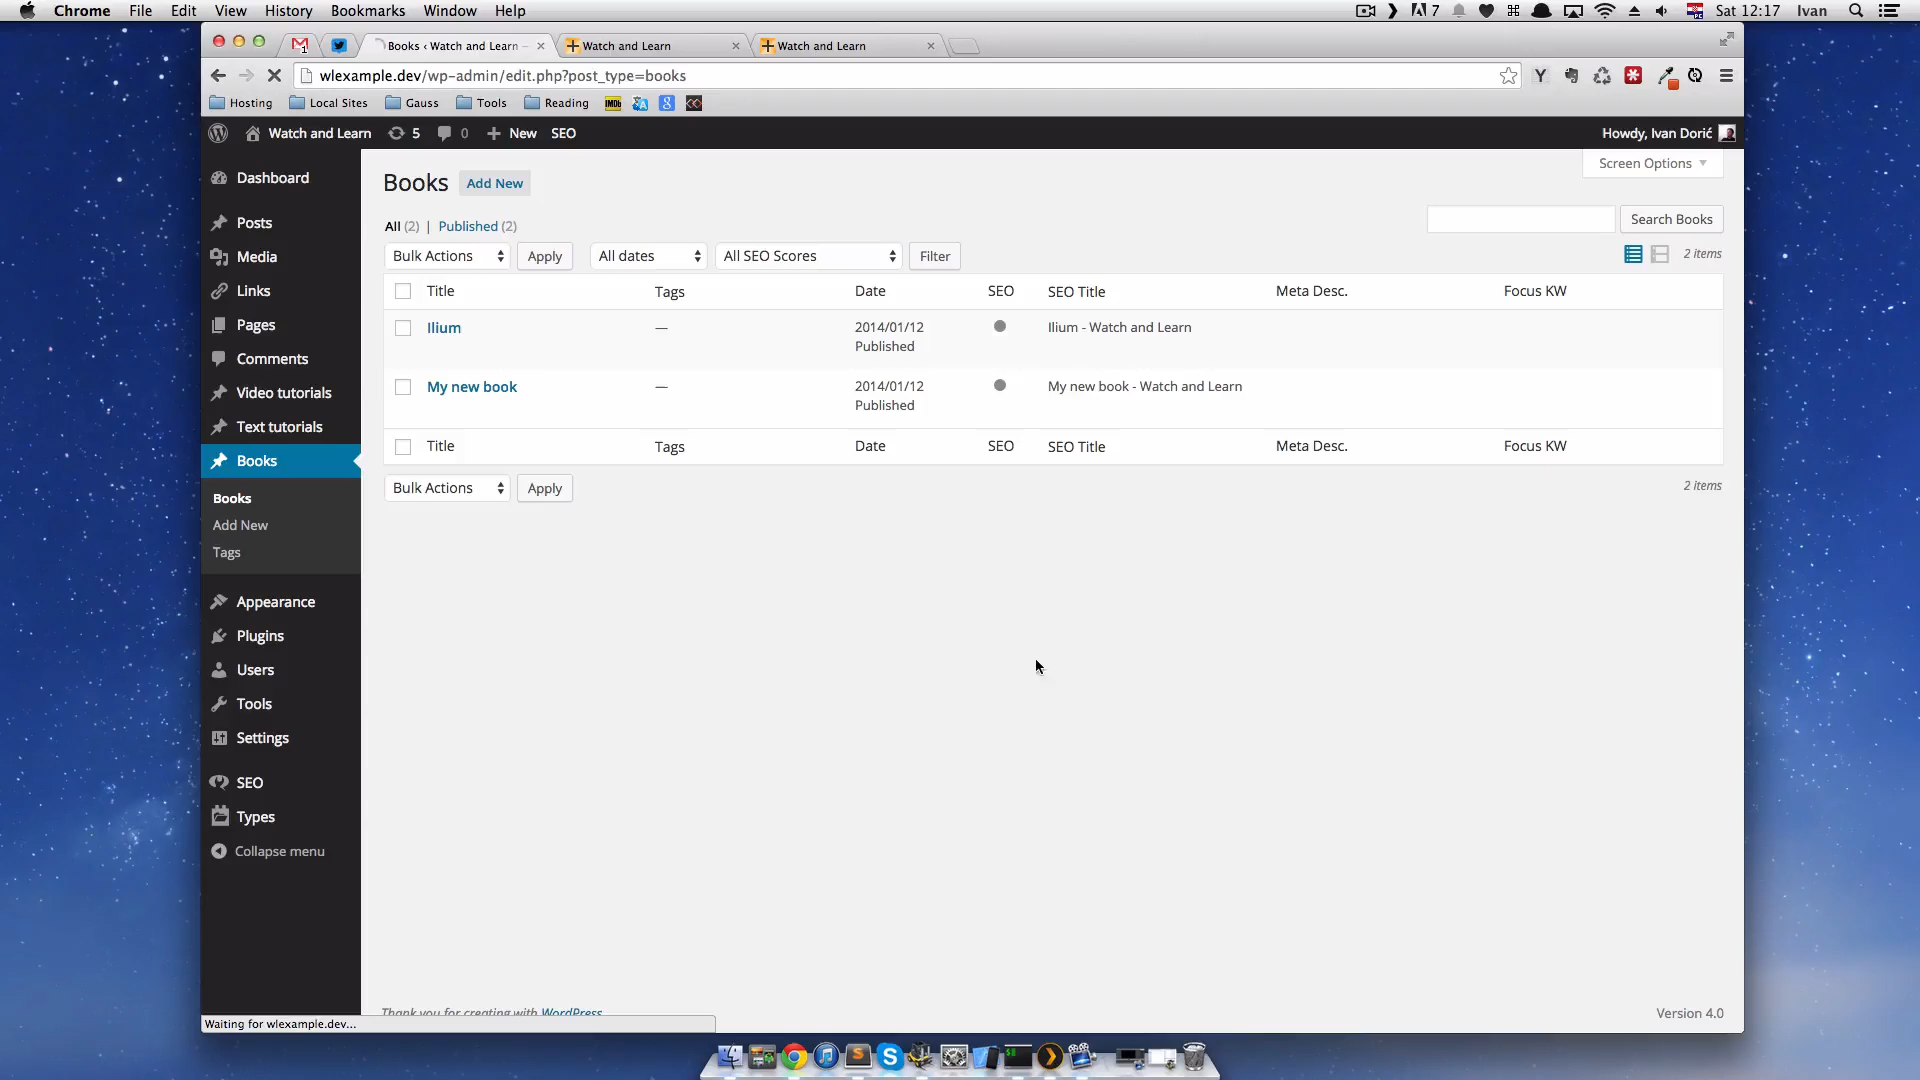 Chrome File Edit View History Bookmarks Window Help 7 Sat 12:17 Ivan
1 Books ‹ Watch and Learn – Watch and Learn Watch and Learn
wlexample.dev/wp-admin/edit.php?post_type=books
Hosting Local Sites Gauss Tools Reading IMDb
Watch and Learn 5 0 New SEO Howdy, Ivan Dorić
Screen Options
Dashboard
Posts
Media
Links
Pages
Comments
Video tutorials
Text tutorials
Books
Books
Add New
Tags
Appearance
Plugins
Users
Tools
Settings
SEO
Types
Collapse menu
Books Add New
All (2) | Published (2)
Search Books
Bulk Actions Apply All dates All SEO Scores Filter 2 items
Title Tags Date SEO SEO Title Meta Desc. Focus KW
Ilium — 2014/01/12 Ilium - Watch and Learn
Published
My new book — 2014/01/12 My new book - Watch and Learn
Published
Title Tags Date SEO SEO Title Meta Desc. Focus KW
Bulk Actions Apply 2 items
Thank you for creating with WordPress Version 4.0
Waiting for wlexample.dev...